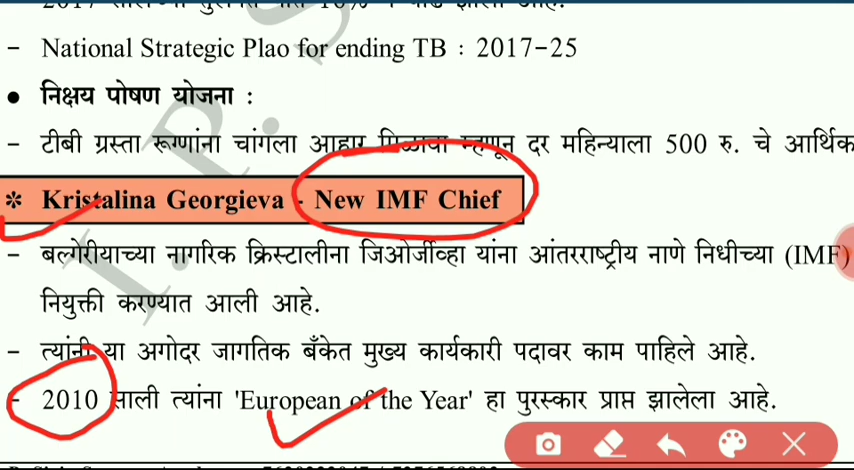 - National Strategic Plao for ending TB : 2017-25
● निक्षय पोषण योजना :
- टीबी ग्रस्ता रूग्णांना चांगला आहार मिळावा म्हणून दर महिन्याला 500 रु. चे आर्थिक
* Kristalina Georgieva - New IMF Chief
- बल्गेरीयाच्या नागरिक क्रिस्टालीना जिओर्जीव्हा यांना आंतरराष्ट्रीय नाणे निधीच्या (IMF)
नियुक्ती करण्यात आली आहे.
- त्यांनी या अगोदर जागतिक बँकेत मुख्य कार्यकारी पदावर काम पाहिले आहे.
- 2010 साली त्यांना 'European of the Year' हा पुरस्कार प्राप्त झालेला आहे.